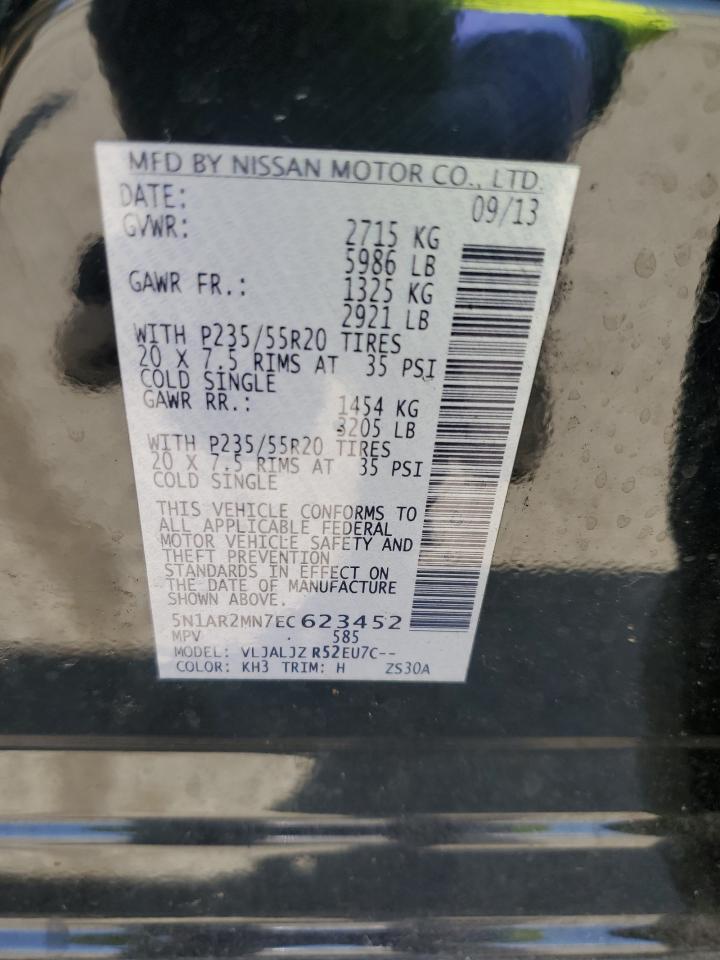 MFD BY NISSAN MOTOR CO., LTD.
DATE: 09/13
GVWR: 2715 KG
5986 LB
GAWR FR.: 1325 KG
2921 LB
WITH P235/55R20 TIRES
20 X 7.5 RIMS AT 35 PSI
COLD SINGLE
GAWR RR.: 1454 KG
3205 LB
WITH P235/55R20 TIRES
20 X 7.5 RIMS AT 35 PSI
COLD SINGLE
THIS VEHICLE CONFORMS TO
ALL APPLICABLE FEDERAL
MOTOR VEHICLE SAFETY AND
THEFT PREVENTION
STANDARDS IN EFFECT ON
THE DATE OF MANUFACTURE
SHOWN ABOVE.
5N1AR2MN7EC623452
MPV 585
MODEL: VLJALJZ R52EU7C--
COLOR: KH3 TRIM: H ZS30A